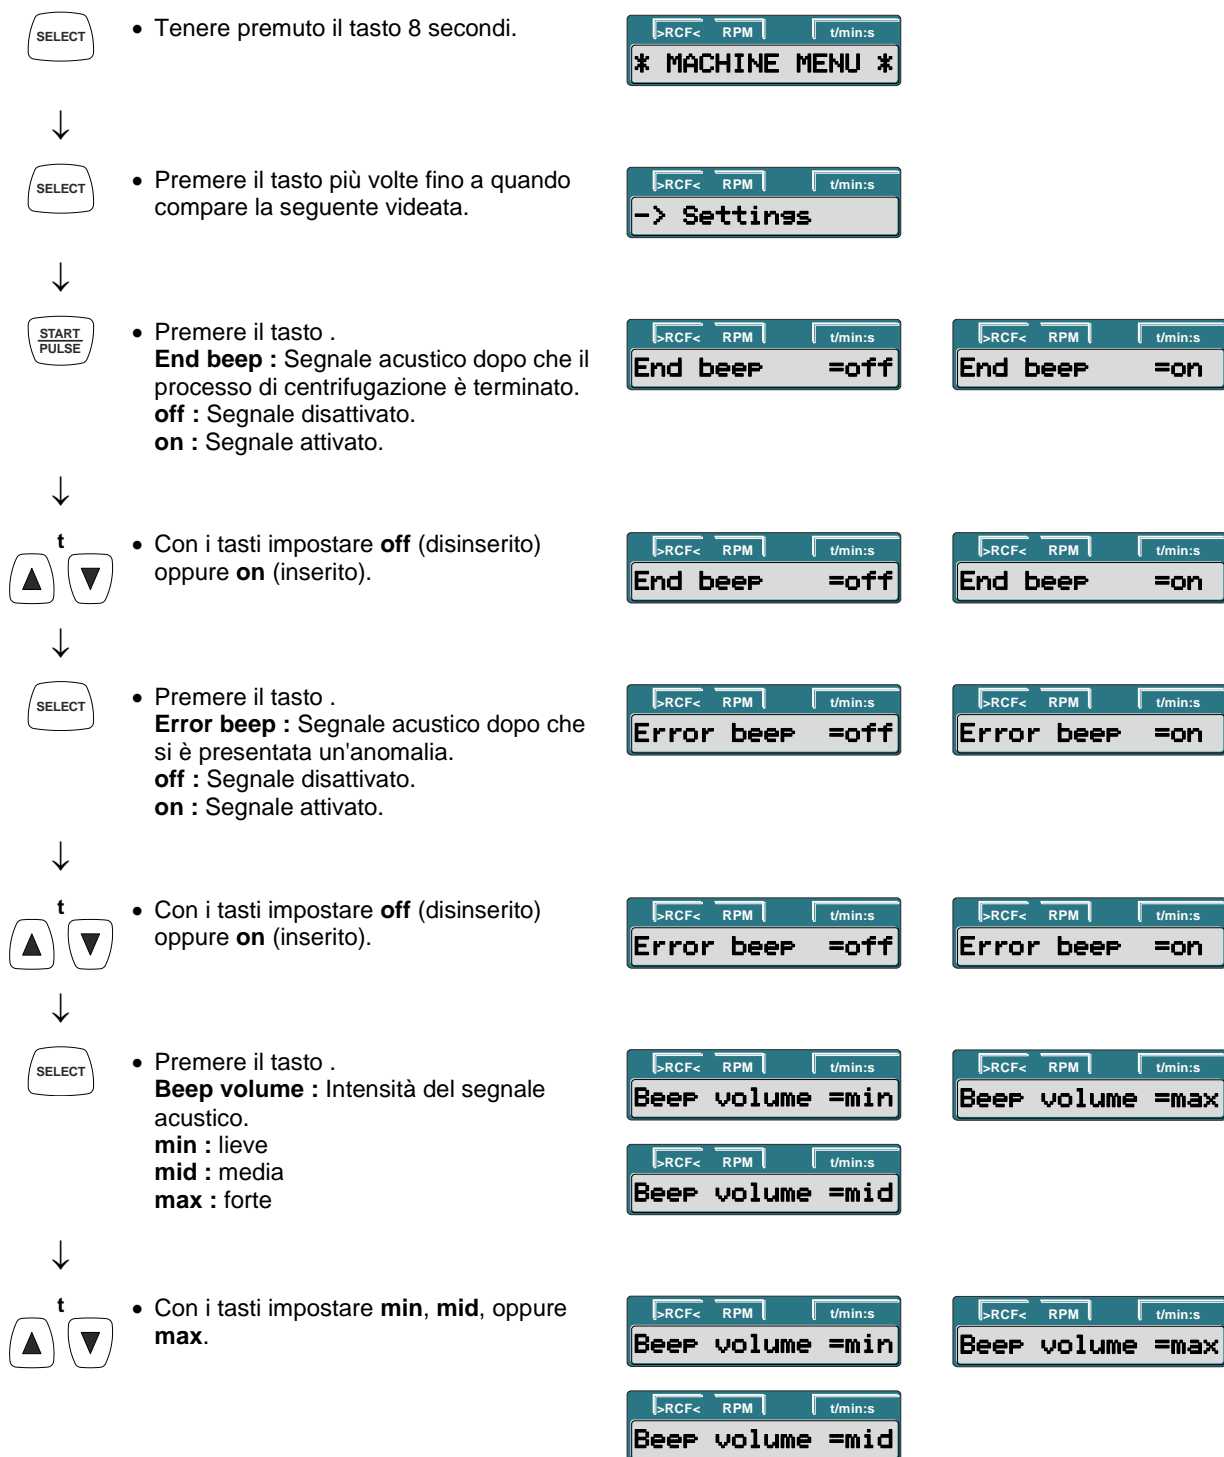 SELECT
• Tenere premuto il tasto 8 secondi.
>RCF< RPM t/min:s
* MACHINE MENU *
↓
SELECT
• Premere il tasto più volte fino a quando
compare la seguente videata.
>RCF< RPM t/min:s
-> Settings
↓
START
PULSE
• Premere il tasto .
End beep : Segnale acustico dopo che il
processo di centrifugazione è terminato.
off : Segnale disattivato.
on : Segnale attivato.
>RCF< RPM t/min:s
End beep =off
>RCF< RPM t/min:s
End beep =on
↓
t
▲ ▼
• Con i tasti impostare off (disinserito)
oppure on (inserito).
>RCF< RPM t/min:s
End beep =off
>RCF< RPM t/min:s
End beep =on
↓
SELECT
• Premere il tasto .
Error beep : Segnale acustico dopo che
si è presentata un'anomalia.
off : Segnale disattivato.
on : Segnale attivato.
>RCF< RPM t/min:s
Error beep =off
>RCF< RPM t/min:s
Error beep =on
↓
t
▲ ▼
• Con i tasti impostare off (disinserito)
oppure on (inserito).
>RCF< RPM t/min:s
Error beep =off
>RCF< RPM t/min:s
Error beep =on
↓
SELECT
• Premere il tasto .
Beep volume : Intensità del segnale
acustico.
min : lieve
mid : media
max : forte
>RCF< RPM t/min:s
Beep volume =min
>RCF< RPM t/min:s
Beep volume =max
>RCF< RPM t/min:s
Beep volume =mid
↓
t
▲ ▼
• Con i tasti impostare min, mid, oppure
max.
>RCF< RPM t/min:s
Beep volume =min
>RCF< RPM t/min:s
Beep volume =max
>RCF< RPM t/min:s
Beep volume =mid